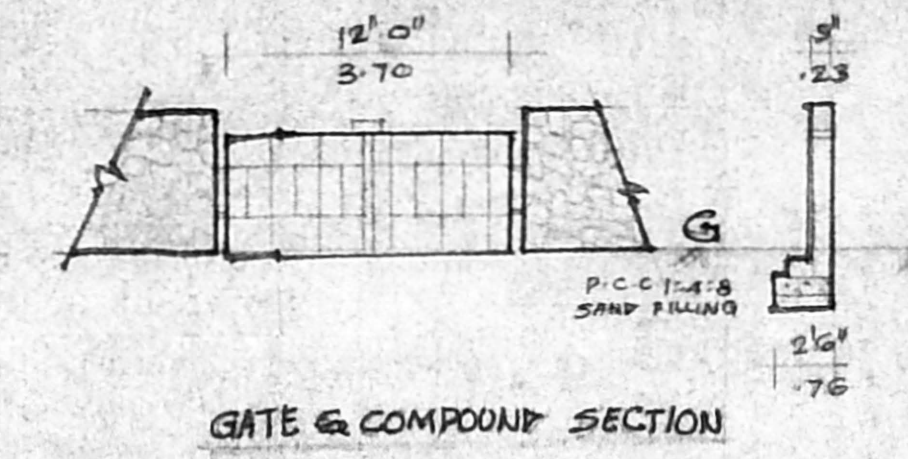 12'-0"
3.70
9"
.23
G
P.C.C 1:4:8
SAND FILLING
2'6"
.76
GATE & COMPOUND SECTION